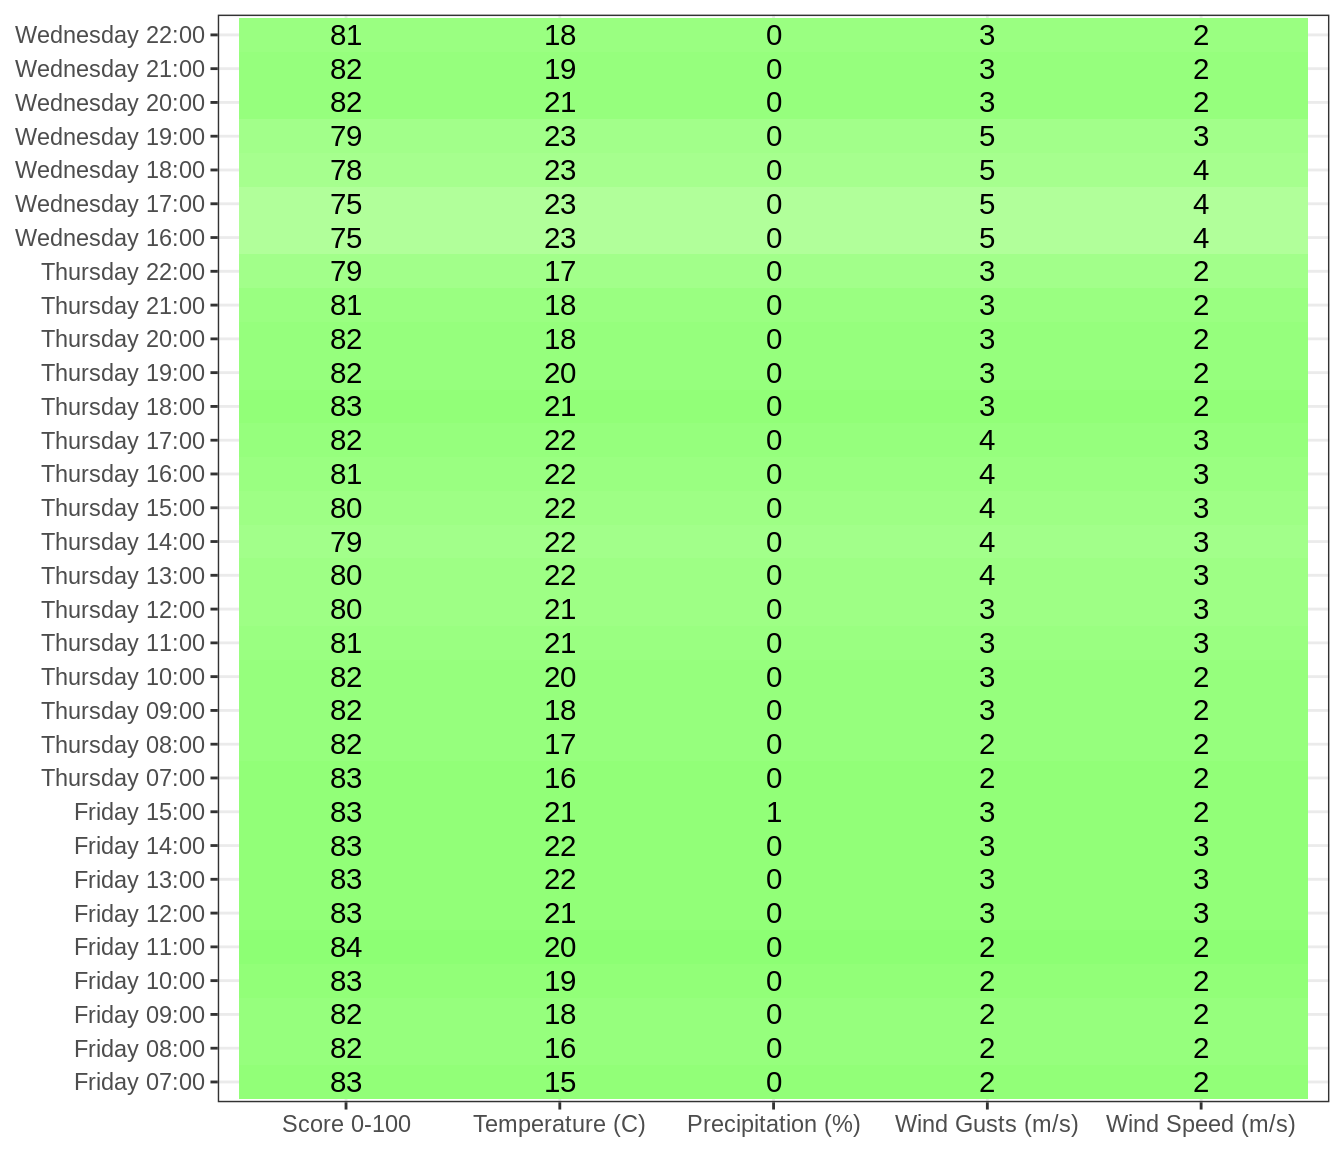 Wednesday 22:00 81 18 0 3 2
Wednesday 21:00 82 19 0 3 2
Wednesday 20:00 82 21 0 3 2
Wednesday 19:00 79 23 0 5 3
Wednesday 18:00 78 23 0 5 4
Wednesday 17:00 75 23 0 5 4
Wednesday 16:00 75 23 0 5 4
Thursday 22:00 79 17 0 3 2
Thursday 21:00 81 18 0 3 2
Thursday 20:00 82 18 0 3 2
Thursday 19:00 82 20 0 3 2
Thursday 18:00 83 21 0 3 2
Thursday 17:00 82 22 0 4 3
Thursday 16:00 81 22 0 4 3
Thursday 15:00 80 22 0 4 3
Thursday 14:00 79 22 0 4 3
Thursday 13:00 80 22 0 4 3
Thursday 12:00 80 21 0 3 3
Thursday 11:00 81 21 0 3 3
Thursday 10:00 82 20 0 3 2
Thursday 09:00 82 18 0 3 2
Thursday 08:00 82 17 0 2 2
Thursday 07:00 83 16 0 2 2
Friday 15:00 83 21 1 3 2
Friday 14:00 83 22 0 3 3
Friday 13:00 83 22 0 3 3
Friday 12:00 83 21 0 3 3
Friday 11:00 84 20 0 2 2
Friday 10:00 83 19 0 2 2
Friday 09:00 82 18 0 2 2
Friday 08:00 82 16 0 2 2
Friday 07:00 83 15 0 2 2
Score 0-100 Temperature (C) Precipitation (%) Wind Gusts (m/s) Wind Speed (m/s)